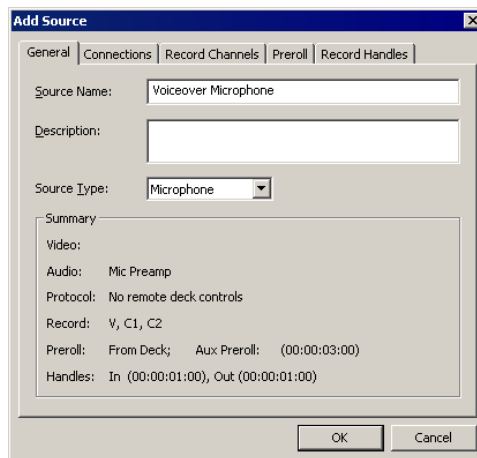 Add Source
General Connections Record Channels Preroll Record Handles
Source Name: Voiceover Microphone
Description:
Source Type: Microphone
Summary
Video:
Audio: Mic Preamp
Protocol: No remote deck controls
Record: V, C1, C2
Preroll: From Deck; Aux Preroll: (00:00:03:00)
Handles: In (00:00:01:00), Out (00:00:01:00)
OK Cancel